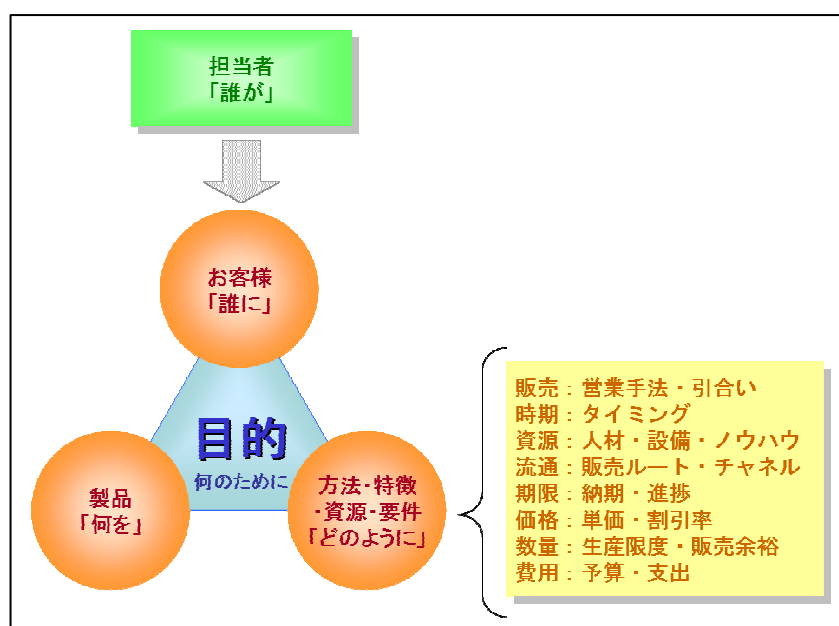 担当者
「誰が」
お客様
「誰に」
目的
何のために
製品
「何を」
方法・特徴
・資源・要件
「どのように」
販売：営業手法・引合い
時期：タイミング
資源：人材・設備・ノウハウ
流通：販売ルート・チャネル
期限：納期・進捗
価格：単価・割引率
数量：生産限度・販売余裕
費用：予算・支出